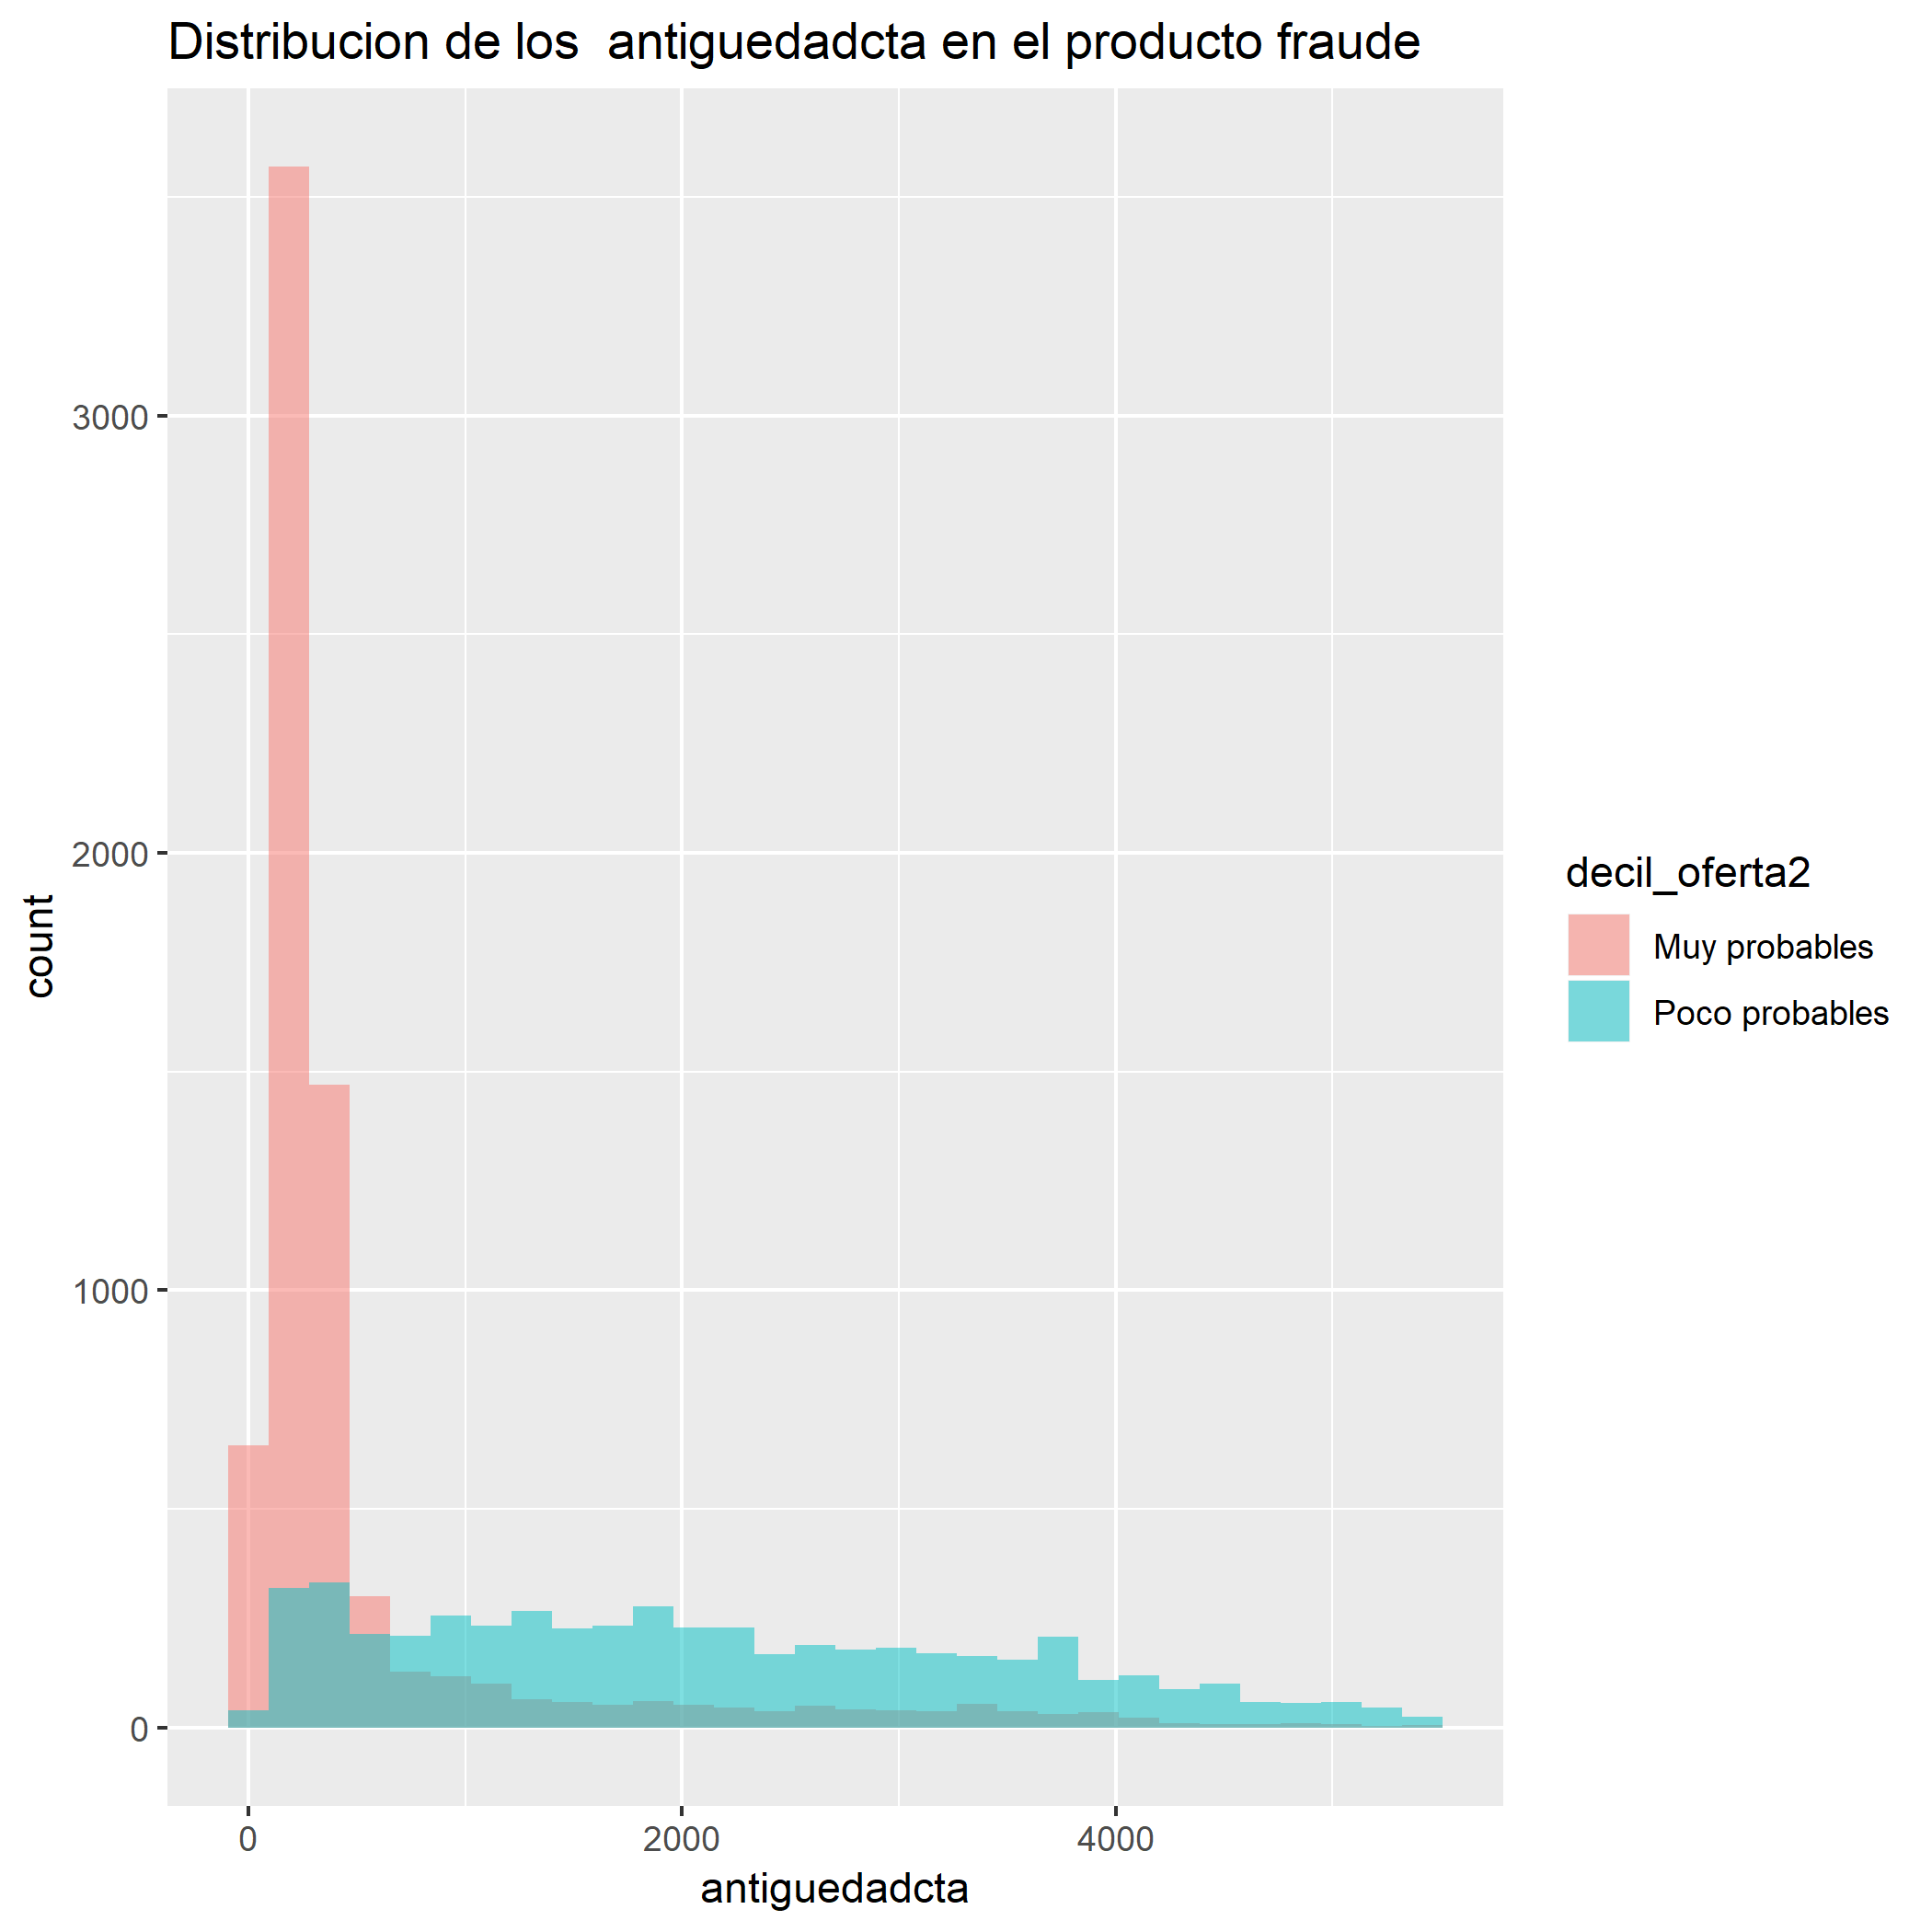 Distribucion de los  antiguedadcta en el producto fraude
3000
2000
1000
0
count
0
2000
4000
antiguedadcta
decil_oferta2
Muy probables
Poco probables